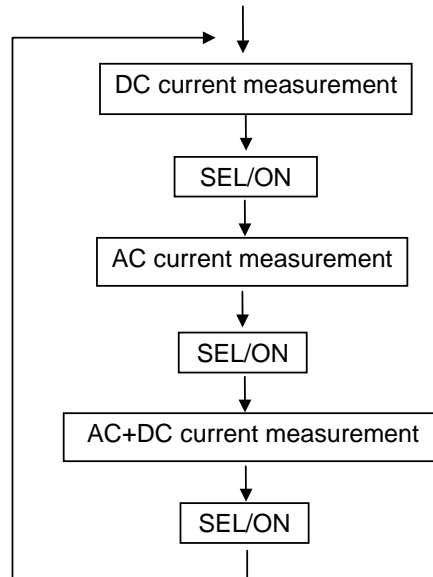 DC current measurement
SEL/ON
AC current measurement
SEL/ON
AC+DC current measurement
SEL/ON